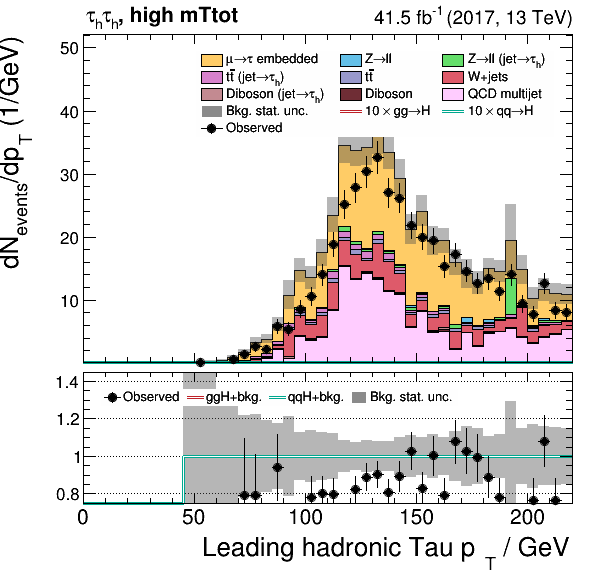 τhτh, high mTtot 41.5 fb⁻¹ (2017, 13 TeV)
dNevents/dpT (1/GeV)
50
40
30
20
10
μ→τ embedded Z→ll Z→ll (jet→τh)
tt̄ (jet→τh) tt̄ W+jets
Diboson (jet→τh) Diboson QCD multijet
Bkg. stat. unc. 10 × gg→H 10 × qq→H
Observed
1.4
1.2
1
0.8
Observed ggH+bkg. qqH+bkg. Bkg. stat. unc.
0 50 100 150 200
Leading hadronic Tau pT / GeV